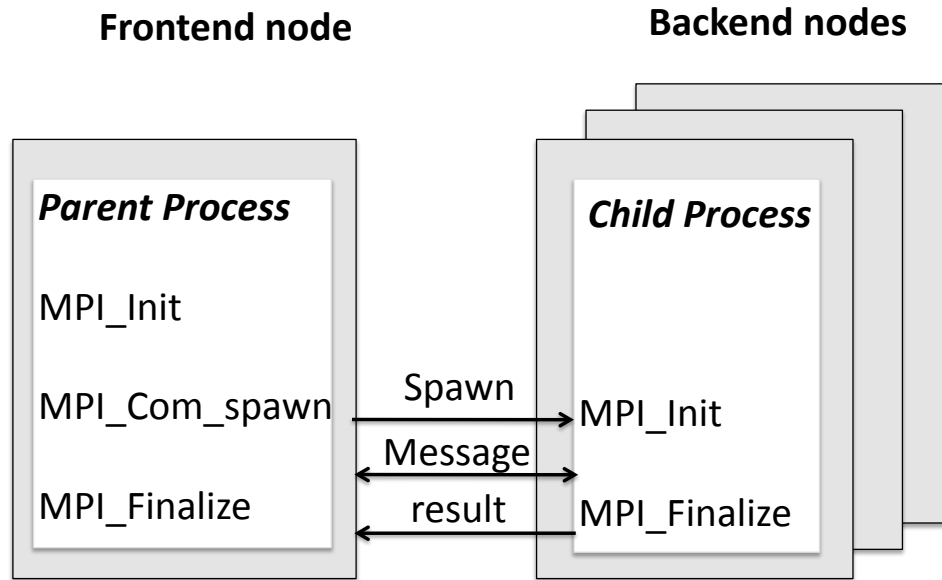 Frontend node
Backend nodes
Parent Process
MPI_Init
MPI_Com_spawn
MPI_Finalize
Spawn
Message
result
Child Process
MPI_Init
MPI_Finalize